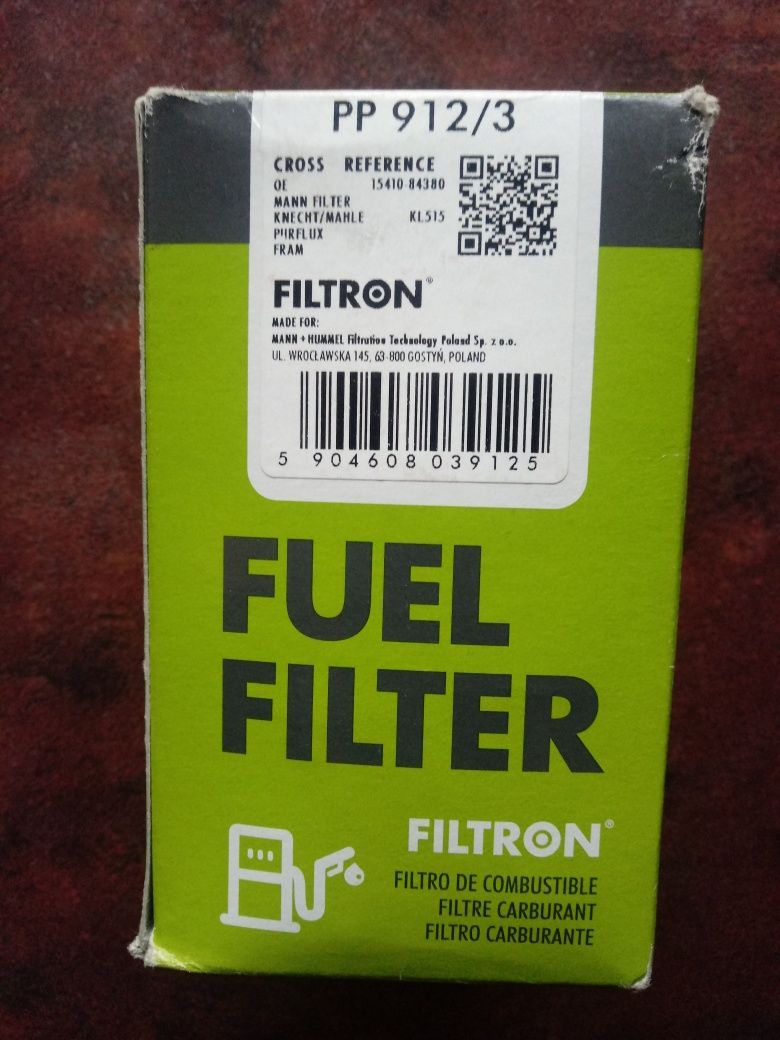 PP 912/3
CROSS REFERENCE
OE 15410-84380
MANN FILTER
KNECHT/MAHLE KL515
PURFLUX
FRAM
FILTRON®
MADE FOR:
MANN + HUMMEL Filtration Technology Poland Sp. z o.o.
UL. WROCŁAWSKA 145, 63-800 GOSTYŃ, POLAND
5 904608 039125
FUEL
FILTER
FILTRON®
FILTRO DE COMBUSTIBLE
FILTRE CARBURANT
FILTRO CARBURANTE